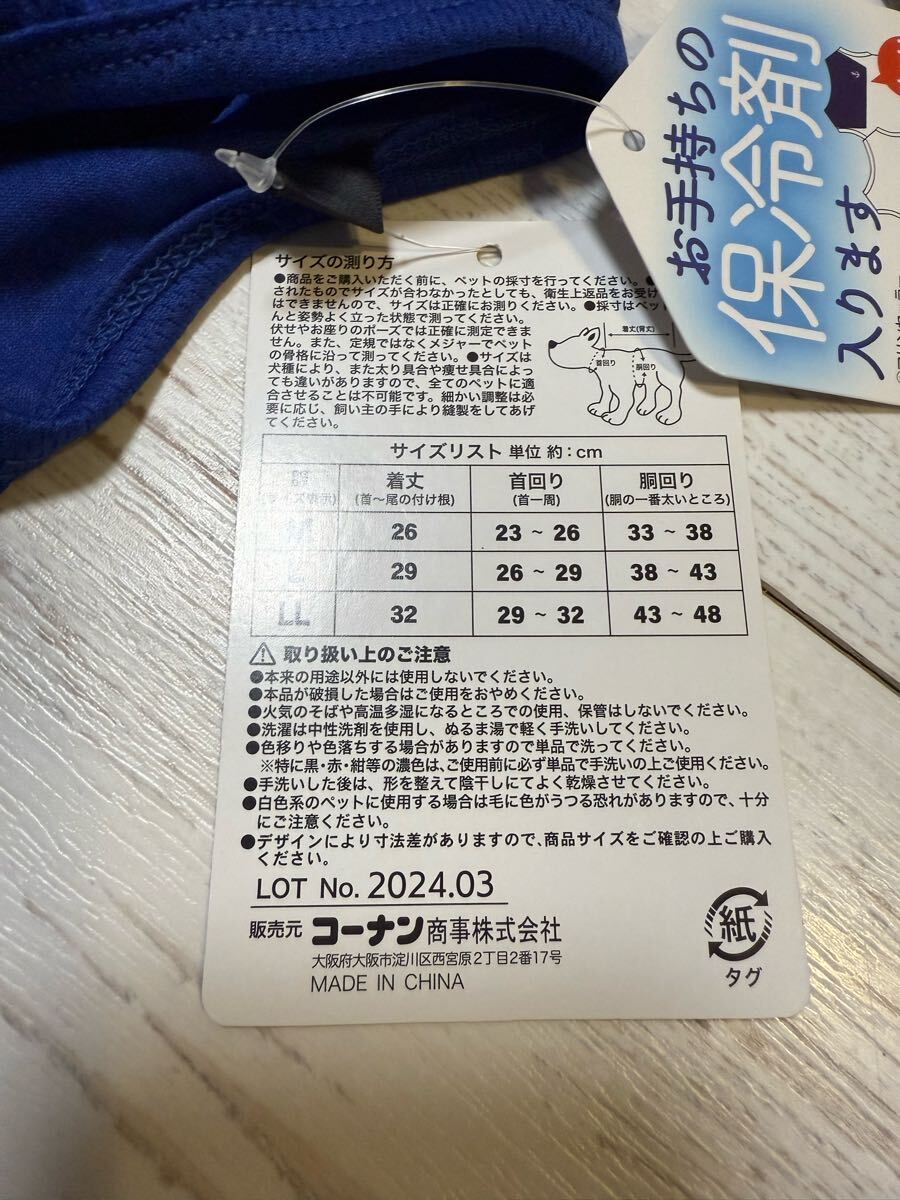 お手持ちの
保冷剤
入ります
サイズの測り方
●商品をご購入いただく前に、ペットの採寸を行ってください。●
されたものでサイズが合わなかったとしても、衛生上返品をお受け
はできませんので、サイズは正確にお測りください。●採寸はペット
んと姿勢よく立った状態で測ってください。
伏せやお座りのポーズでは正確に測定できませ
ん。また、定規ではなくメジャーでペット
の骨格に沿って測ってください。●サイズは
犬種により、また太り具合や痩せ具合によっ
ても違いがありますので、全てのペットに適
合させることは不可能です。細かい調整は必
要に応じ、飼い主の手により縫製をしてあげ
てください。
着丈(背丈)
首回り
胴回り
サイズリスト 単位 約:cm
着丈 首回り 胴回り
(サイズ表示) (首〜尾の付け根) (首一周) (胴の一番太いところ)
M 26 23 ~ 26 33 ~ 38
L 29 26 ~ 29 38 ~ 43
LL 32 29 ~ 32 43 ~ 48
取り扱い上のご注意
●本来の用途以外には使用しないでください。
●本品が破損した場合はご使用をおやめください。
●火気のそばや高温多湿になるところでの使用、保管はしないでください。
●洗濯は中性洗剤を使用し、ぬるま湯で軽く手洗いしてください。
●色移りや色落ちする場合がありますので単品で洗ってください。
※特に黒・赤・紺等の濃色は、ご使用前に必ず単品で手洗いの上ご使用ください。
●手洗いした後は、形を整えて陰干しにてよく乾燥させてください。
●白色系のペットに使用する場合は毛に色がうつる恐れがありますので、十分
にご注意ください。
●デザインにより寸法差がありますので、商品サイズをご確認の上ご購入
ください。
LOT No. 2024.03
販売元 コーナン商事株式会社
大阪府大阪市淀川区西宮原2丁目2番17号
MADE IN CHINA
紙
タグ